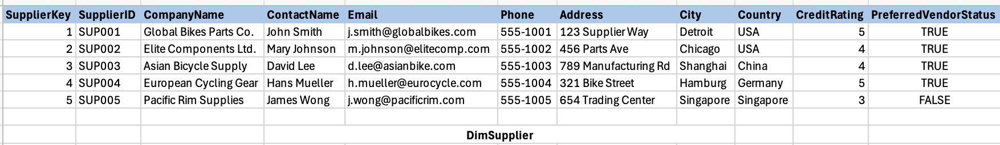 SupplierKey SupplierID CompanyName ContactName Email Phone Address City Country CreditRating PreferredVendorStatus
1 SUP001 Global Bikes Parts Co. John Smith j.smith@globalbikes.com 555-1001 123 Supplier Way Detroit USA 5 TRUE
2 SUP002 Elite Components Ltd. Mary Johnson m.johnson@elitecomp.com 555-1002 456 Parts Ave Chicago USA 4 TRUE
3 SUP003 Asian Bicycle Supply David Lee d.lee@asianbike.com 555-1003 789 Manufacturing Rd Shanghai China 4 TRUE
4 SUP004 European Cycling Gear Hans Mueller h.mueller@eurocycle.com 555-1004 321 Bike Street Hamburg Germany 5 TRUE
5 SUP005 Pacific Rim Supplies James Wong j.wong@pacificrim.com 555-1005 654 Trading Center Singapore Singapore 3 FALSE
DimSupplier